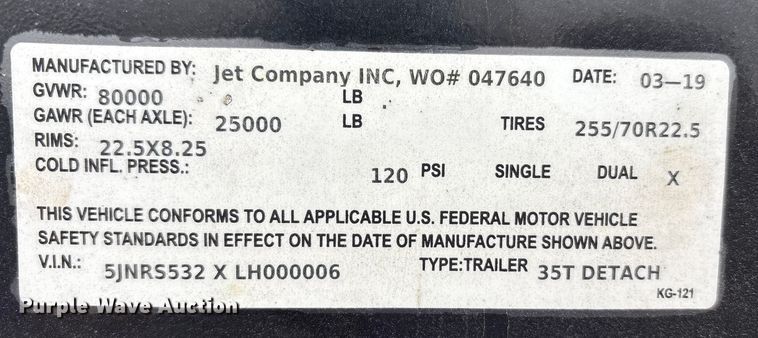 MANUFACTURED BY: Jet Company INC, WO# 047640 DATE: 03-19
GVWR: 80000 LB
GAWR (EACH AXLE): 25000 LB TIRES 255/70R22.5
RIMS: 22.5X8.25
COLD INFL. PRESS.: 120 PSI SINGLE DUAL X
THIS VEHICLE CONFORMS TO ALL APPLICABLE U.S. FEDERAL MOTOR VEHICLE
SAFETY STANDARDS IN EFFECT ON THE DATE OF MANUFACTURE SHOWN ABOVE.
V.I.N.: 5JNRS532 X LH000006 TYPE:TRAILER 35T DETACH
KG-121
Purple Wave Auction